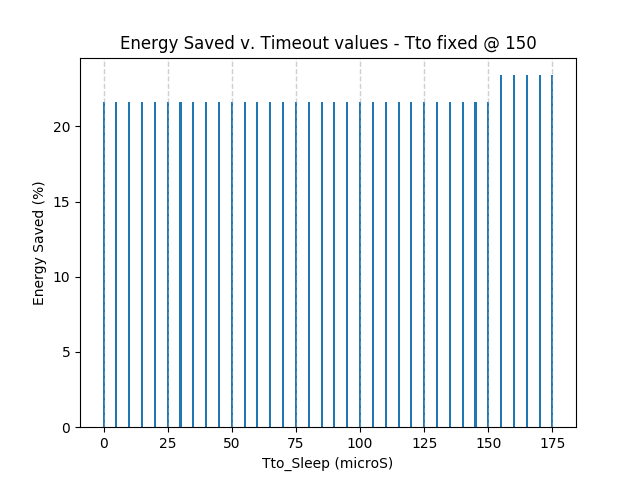 Energy Saved v. Timeout values - Tto fixed @ 150
20
15
10
5
0
Energy Saved (%)
0 25 50 75 100 125 150 175
Tto_Sleep (microS)